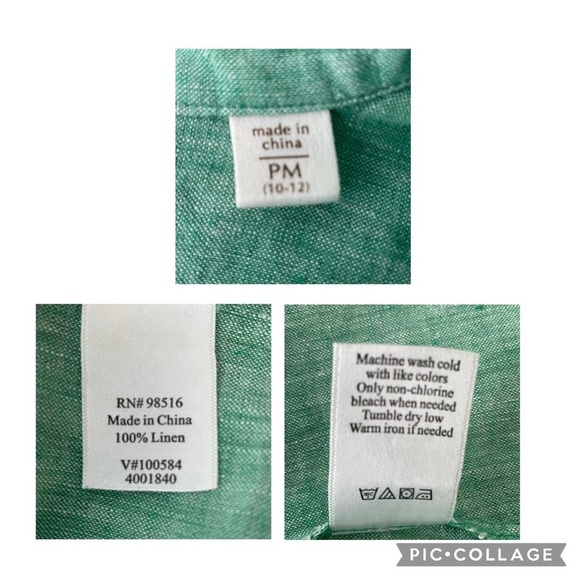 made in
china
PM
(10-12)
RN# 98516
Made in China
100% Linen
V#100584
4001840
Machine wash cold
with like colors
Only non-chlorine
bleach when needed
Tumble dry low
Warm iron if needed
PIC•COLLAGE